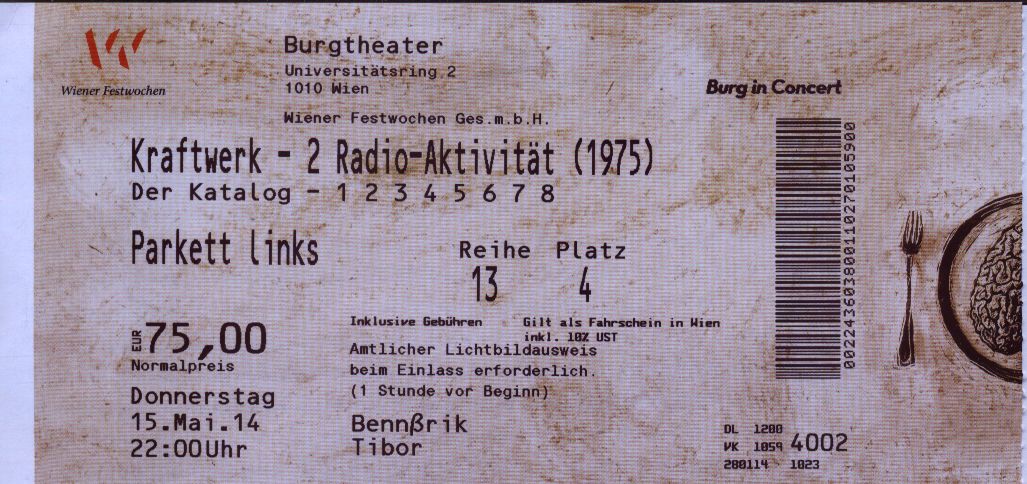 Wiener Festwochen
Burgtheater
Universitätsring 2
1010 Wien
Wiener Festwochen Ges.m.b.H.
Burg in Concert
Kraftwerk - 2 Radio-Aktivität (1975)
Der Katalog - 1 2 3 4 5 6 7 8
Parkett links
Reihe Platz
13 4
EUR 75,00
Normalpreis
Inklusive Gebühren Gilt als Fahrschein in Wien
inkl. 10% UST
Amtlicher Lichtbildausweis
beim Einlass erforderlich.
(1 Stunde vor Beginn)
Donnerstag
15.Mai.14
22:00Uhr
Bennßrik
Tibor
002243603800110270105900
DL 1200
VK 1059 4002
280114 1023